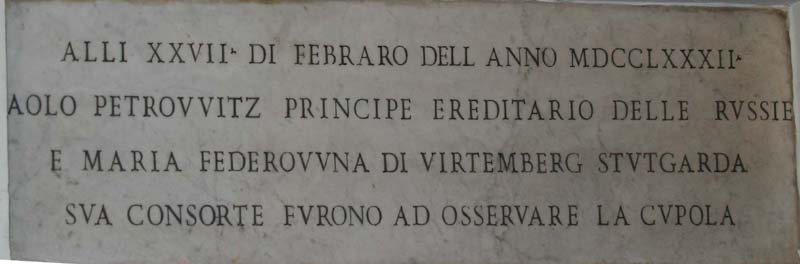 ALLI XXVII. DI FEBRARO DELL ANNO MDCCLXXXII.
AOLO PETROVVITZ PRINCIPE EREDITARIO DELLE RVSSIE
E MARIA FEDEROVVNA DI VIRTEMBERG STVTGARDA
SVA CONSORTE FVRONO AD OSSERVARE LA CVPOLA